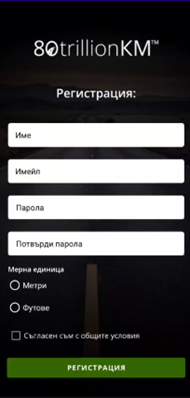 80trillionKM™
Регистрация:
Име
Имейл
Парола
Потвърди парола
Мерна единица
Метри
Футове
Съгласен съм с общите условия
РЕГИСТРАЦИЯ